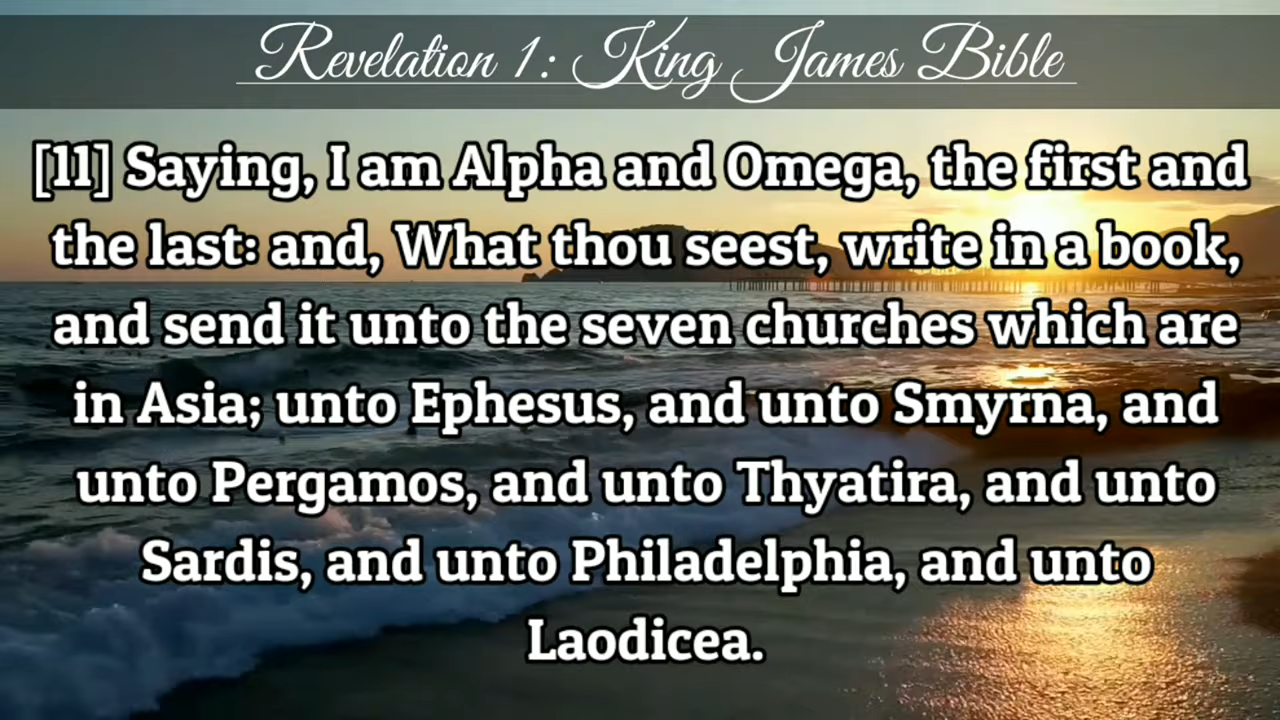 Revelation 1: King James Bible
[11] Saying, I am Alpha and Omega, the first and
the last: and, What thou seest, write in a book,
and send it unto the seven churches which are
in Asia; unto Ephesus, and unto Smyrna, and
unto Pergamos, and unto Thyatira, and unto
Sardis, and unto Philadelphia, and unto
Laodicea.